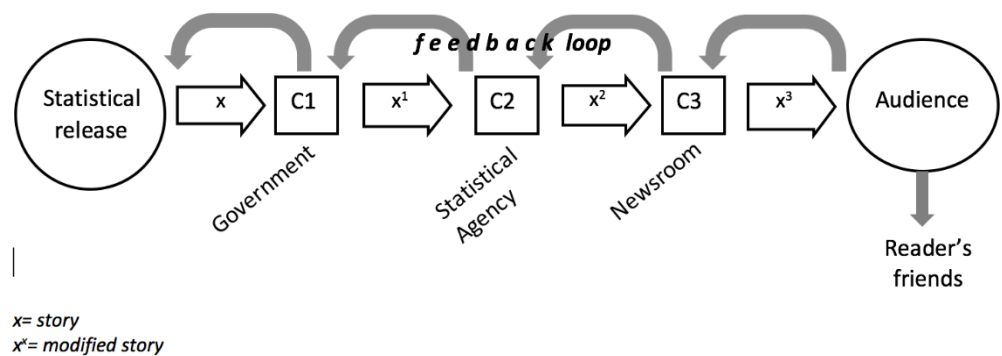 feedback loop
Statistical
release
x
C1
x¹
C2
x²
C3
x³
Audience
Government
Statistical
Agency
Newsroom
Reader’s
friends
x= story
xˣ= modified story